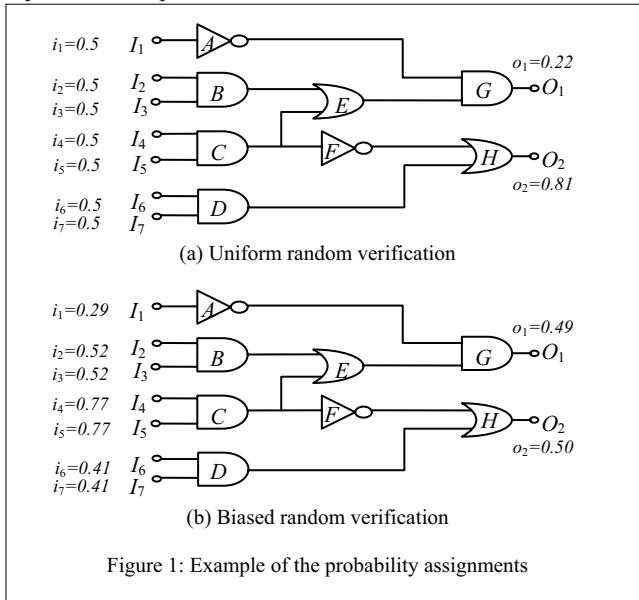 i₁=0.5 I₁ A o₁=0.22
i₂=0.5 I₂ B E G O₁
i₃=0.5 I₃
i₄=0.5 I₄ C F H O₂
i₅=0.5 I₅ o₂=0.81
i₆=0.5 I₆ D
i₇=0.5 I₇
(a) Uniform random verification
i₁=0.29 I₁ A o₁=0.49
i₂=0.52 I₂ B E G O₁
i₃=0.52 I₃
i₄=0.77 I₄ C F H O₂
i₅=0.77 I₅ o₂=0.50
i₆=0.41 I₆ D
i₇=0.41 I₇
(b) Biased random verification
Figure 1: Example of the probability assignments